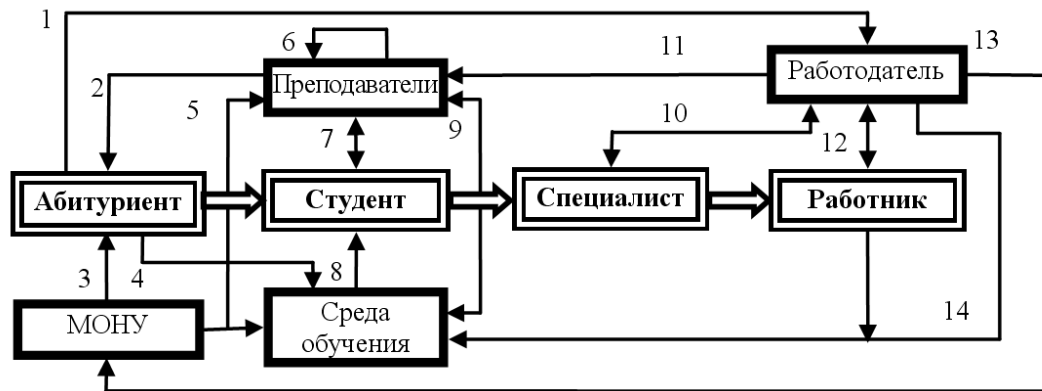 1
6
11
13
Работодатель
2
Преподаватели
5
7
9
10
12
Абитуриент
Студент
Специалист
Работник
3
4
8
МОНУ
Среда
обучения
14